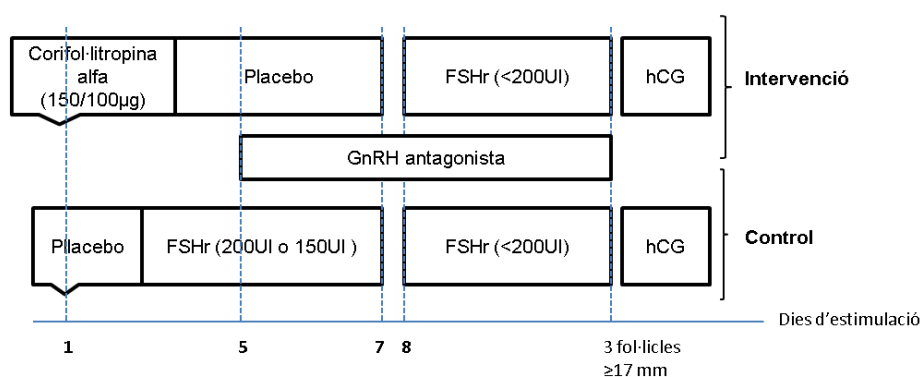 Corifol·litropina
alfa
(150/100µg)
Placebo
FSHr (<200UI)
hCG
Intervenció
GnRH antagonista
Pllacebo
FSHr (200UI o 150UI )
FSHr (<200UI)
hCG
Control
Dies d’estimulació
1
5
7
8
3 fol·licles
≥17 mm